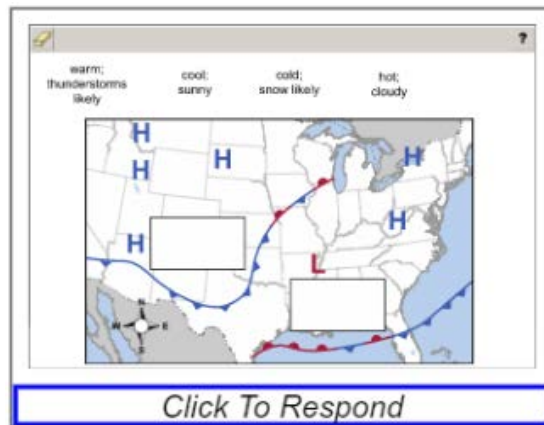 ?
warm;
thunderstorms
likely
cool;
sunny
cold;
snow likely
hot;
cloudy
H
H
H
H
H
H
L
N
W
E
S
Click To Respond